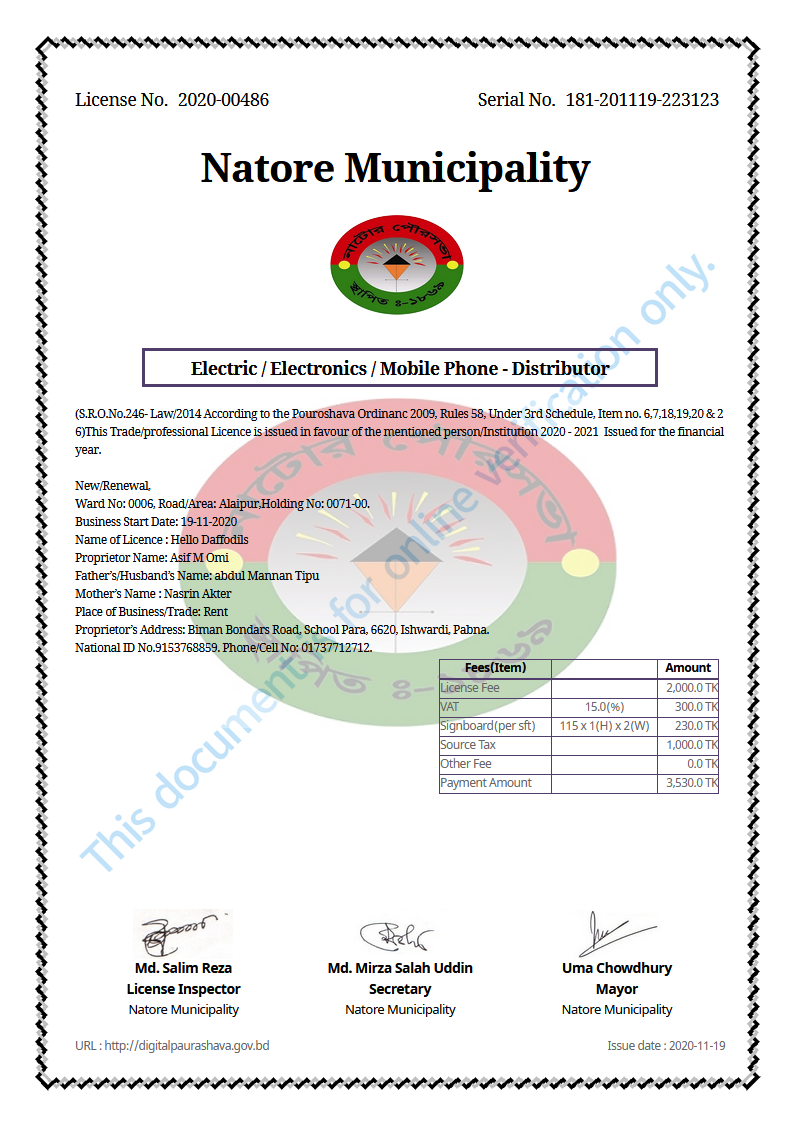 License No. 2020-00486
Serial No. 181-201119-223123
Natore Municipality
নাটোর পৌরসভা
স্থাপিত ঃ-১৮৬৯
Electric / Electronics / Mobile Phone - Distributor
(S.R.O.No.246- Law/2014 According to the Pouroshava Ordinanc 2009, Rules 58, Under 3rd Schedule, Item no. 6,7,18,19,20 & 2
6)This Trade/professional Licence is issued in favour of the mentioned person/Institution 2020 - 2021 Issued for the financial
year.
New/Renewal,
Ward No: 0006, Road/Area: Alaipur,Holding No: 0071-00.
Business Start Date: 19-11-2020
Name of Licence : Hello Daffodils
Proprietor Name: Asif M Omi
Father's/Husband's Name: abdul Mannan Tipu
Mother's Name : Nasrin Akter
Place of Business/Trade: Rent
Proprietor's Address: Biman Bondars Road, School Para, 6620, Ishwardi, Pabna.
National ID No.9153768859. Phone/Cell No: 01737712712.
নাটোর পৌরসভা
স্থাপিত ঃ-১৮৬৯
This document is for online verification only.
Fees(Item) Amount
License Fee 2,000.0 TK
VAT 15.0(%) 300.0 TK
Signboard(per sft) 115 x 1(H) x 2(W) 230.0 TK
Source Tax 1,000.0 TK
Other Fee 0.0 TK
Payment Amount 3,530.0 TK
Md. Salim Reza
License Inspector
Natore Municipality
Md. Mirza Salah Uddin
Secretary
Natore Municipality
Uma Chowdhury
Mayor
Natore Municipality
URL : http://digitalpaurashava.gov.bd
Issue date : 2020-11-19